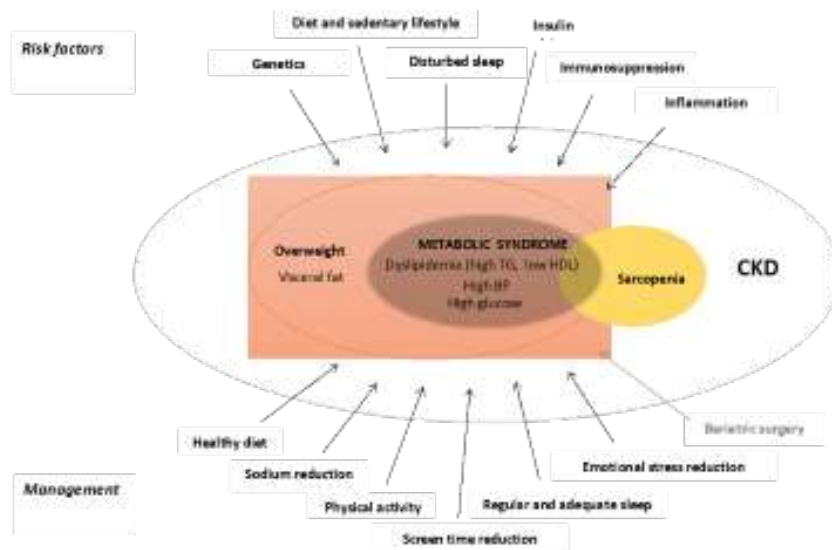 Diet and sedentary lifestyle
Insulin
Risk factors
Genetics
Disturbed sleep
Immunosuppression
Inflammation
Overweight
Visceral fat
METABOLIC SYNDROME
Dyslipidemia (high TG, low HDL)
High BP
High glucose
Sarcopenia
CKD
Healthy diet
Bariatric surgery
Sodium reduction
Emotional stress reduction
Management
Physical activity
Regular and adequate sleep
Screen time reduction